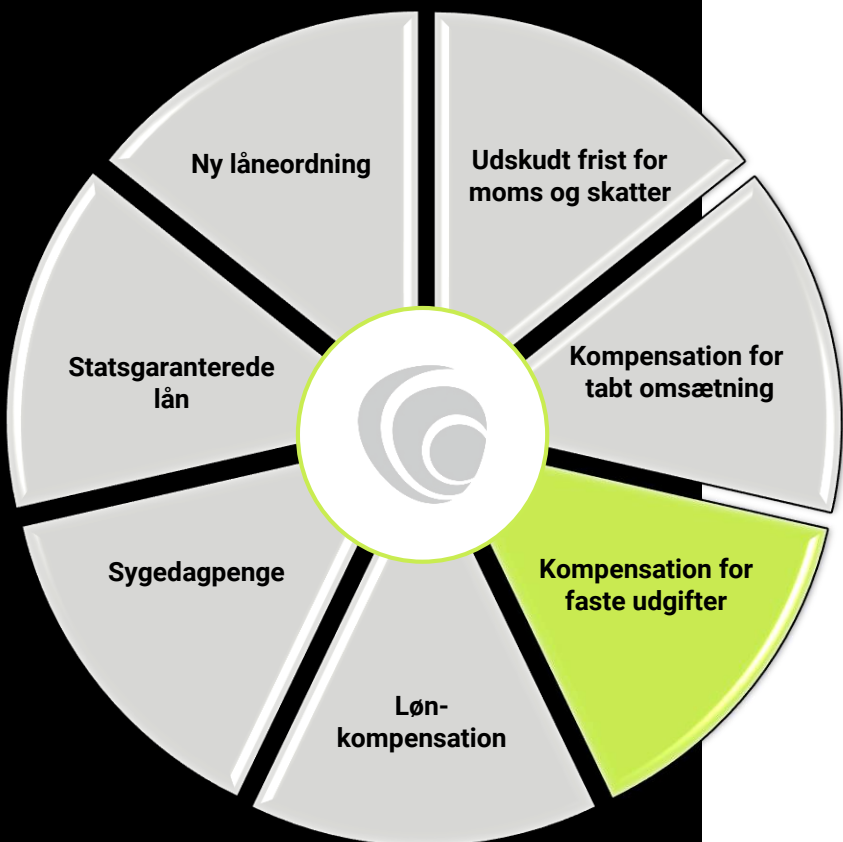 Ny låneordning
Udskudt frist for
moms og skatter
Statsgaranterede
lån
Kompensation for
tabt omsætning
Sygedagpenge
Kompensation for
faste udgifter
Løn-
kompensation